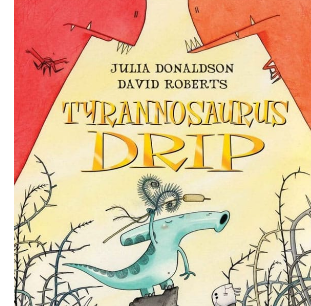 JULIA DONALDSON
DAVID ROBERTS
TYRANNOSAURUS
DRIP